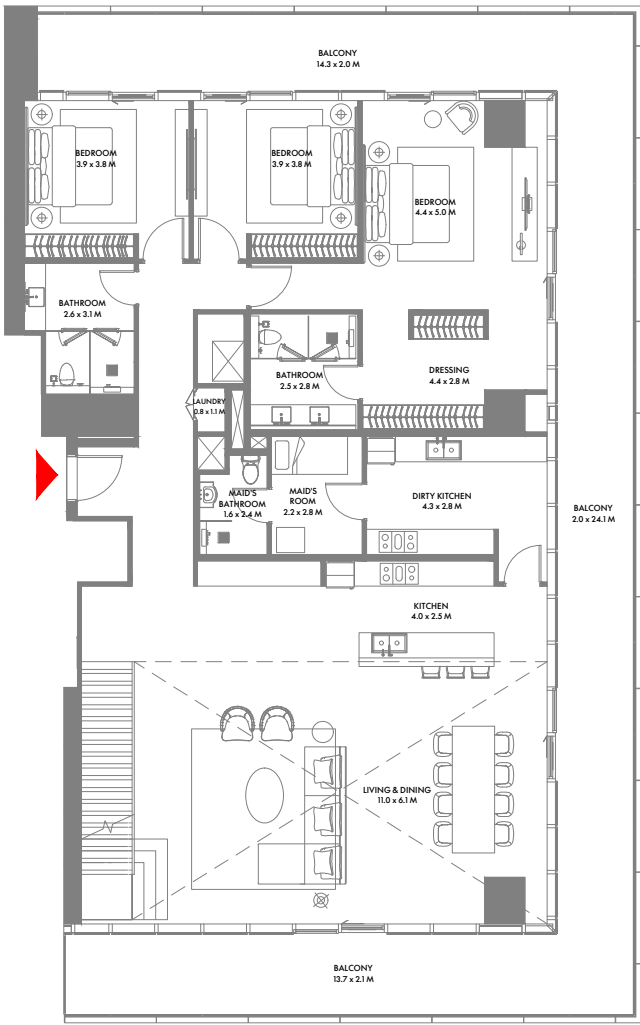 BALCONY
14.3 x 2.0 M
BEDROOM
3.9 x 3.8 M
BEDROOM
3.9 x 3.8 M
BEDROOM
4.4 x 5.0 M
BATHROOM
2.6 x 3.1 M
BATHROOM
2.5 x 2.8 M
DRESSING
4.4 x 2.8 M
LAUNDRY
0.8 x 1.1 M
MAID'S
BATHROOM
1.6 x 2.4 M
MAID'S
ROOM
2.2 x 2.8 M
DIRTY KITCHEN
4.3 x 2.8 M
BALCONY
2.0 x 24.1 M
KITCHEN
4.0 x 2.5 M
LIVING & DINING
11.0 x 6.1 M
BALCONY
13.7 x 2.1 M